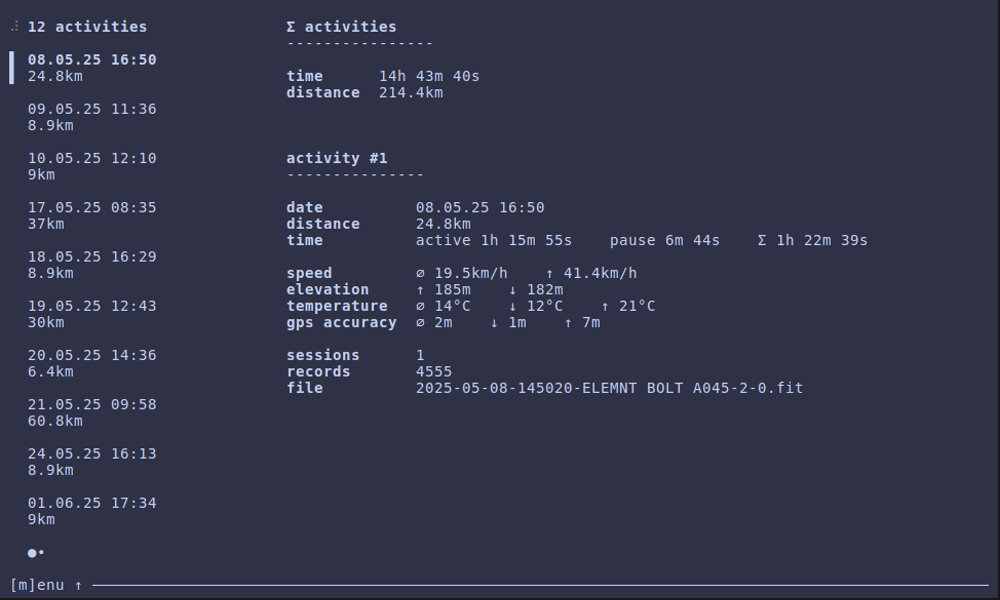 12 activities
08.05.25 16:50
24.8km
09.05.25 11:36
8.9km
10.05.25 12:10
9km
17.05.25 08:35
37km
18.05.25 16:29
8.9km
19.05.25 12:43
30km
20.05.25 14:36
6.4km
21.05.25 09:58
60.8km
24.05.25 16:13
8.9km
01.06.25 17:34
9km
●•
Σ activities
----------------
time 14h 43m 40s
distance 214.4km
activity #1
---------------
date 08.05.25 16:50
distance 24.8km
time active 1h 15m 55s pause 6m 44s Σ 1h 22m 39s
speed ∅ 19.5km/h ↑ 41.4km/h
elevation ↑ 185m ↓ 182m
temperature ∅ 14°C ↓ 12°C ↑ 21°C
gps accuracy ∅ 2m ↓ 1m ↑ 7m
sessions 1
records 4555
file 2025-05-08-145020-ELEMNT BOLT A045-2-0.fit
[m]enu ↑